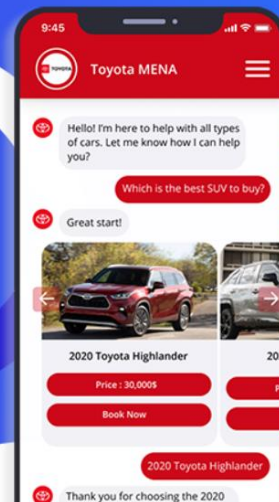 9:45
TOYOTA
Toyota MENA
Hello! I'm here to help with all types
of cars. Let me know how I can help
you?
Which is the best SUV to buy?
Great start!
2020 Toyota Highlander
20
Price : 30,000$
P
Book Now
2020 Toyota Highlander
Thank you for choosing the 2020